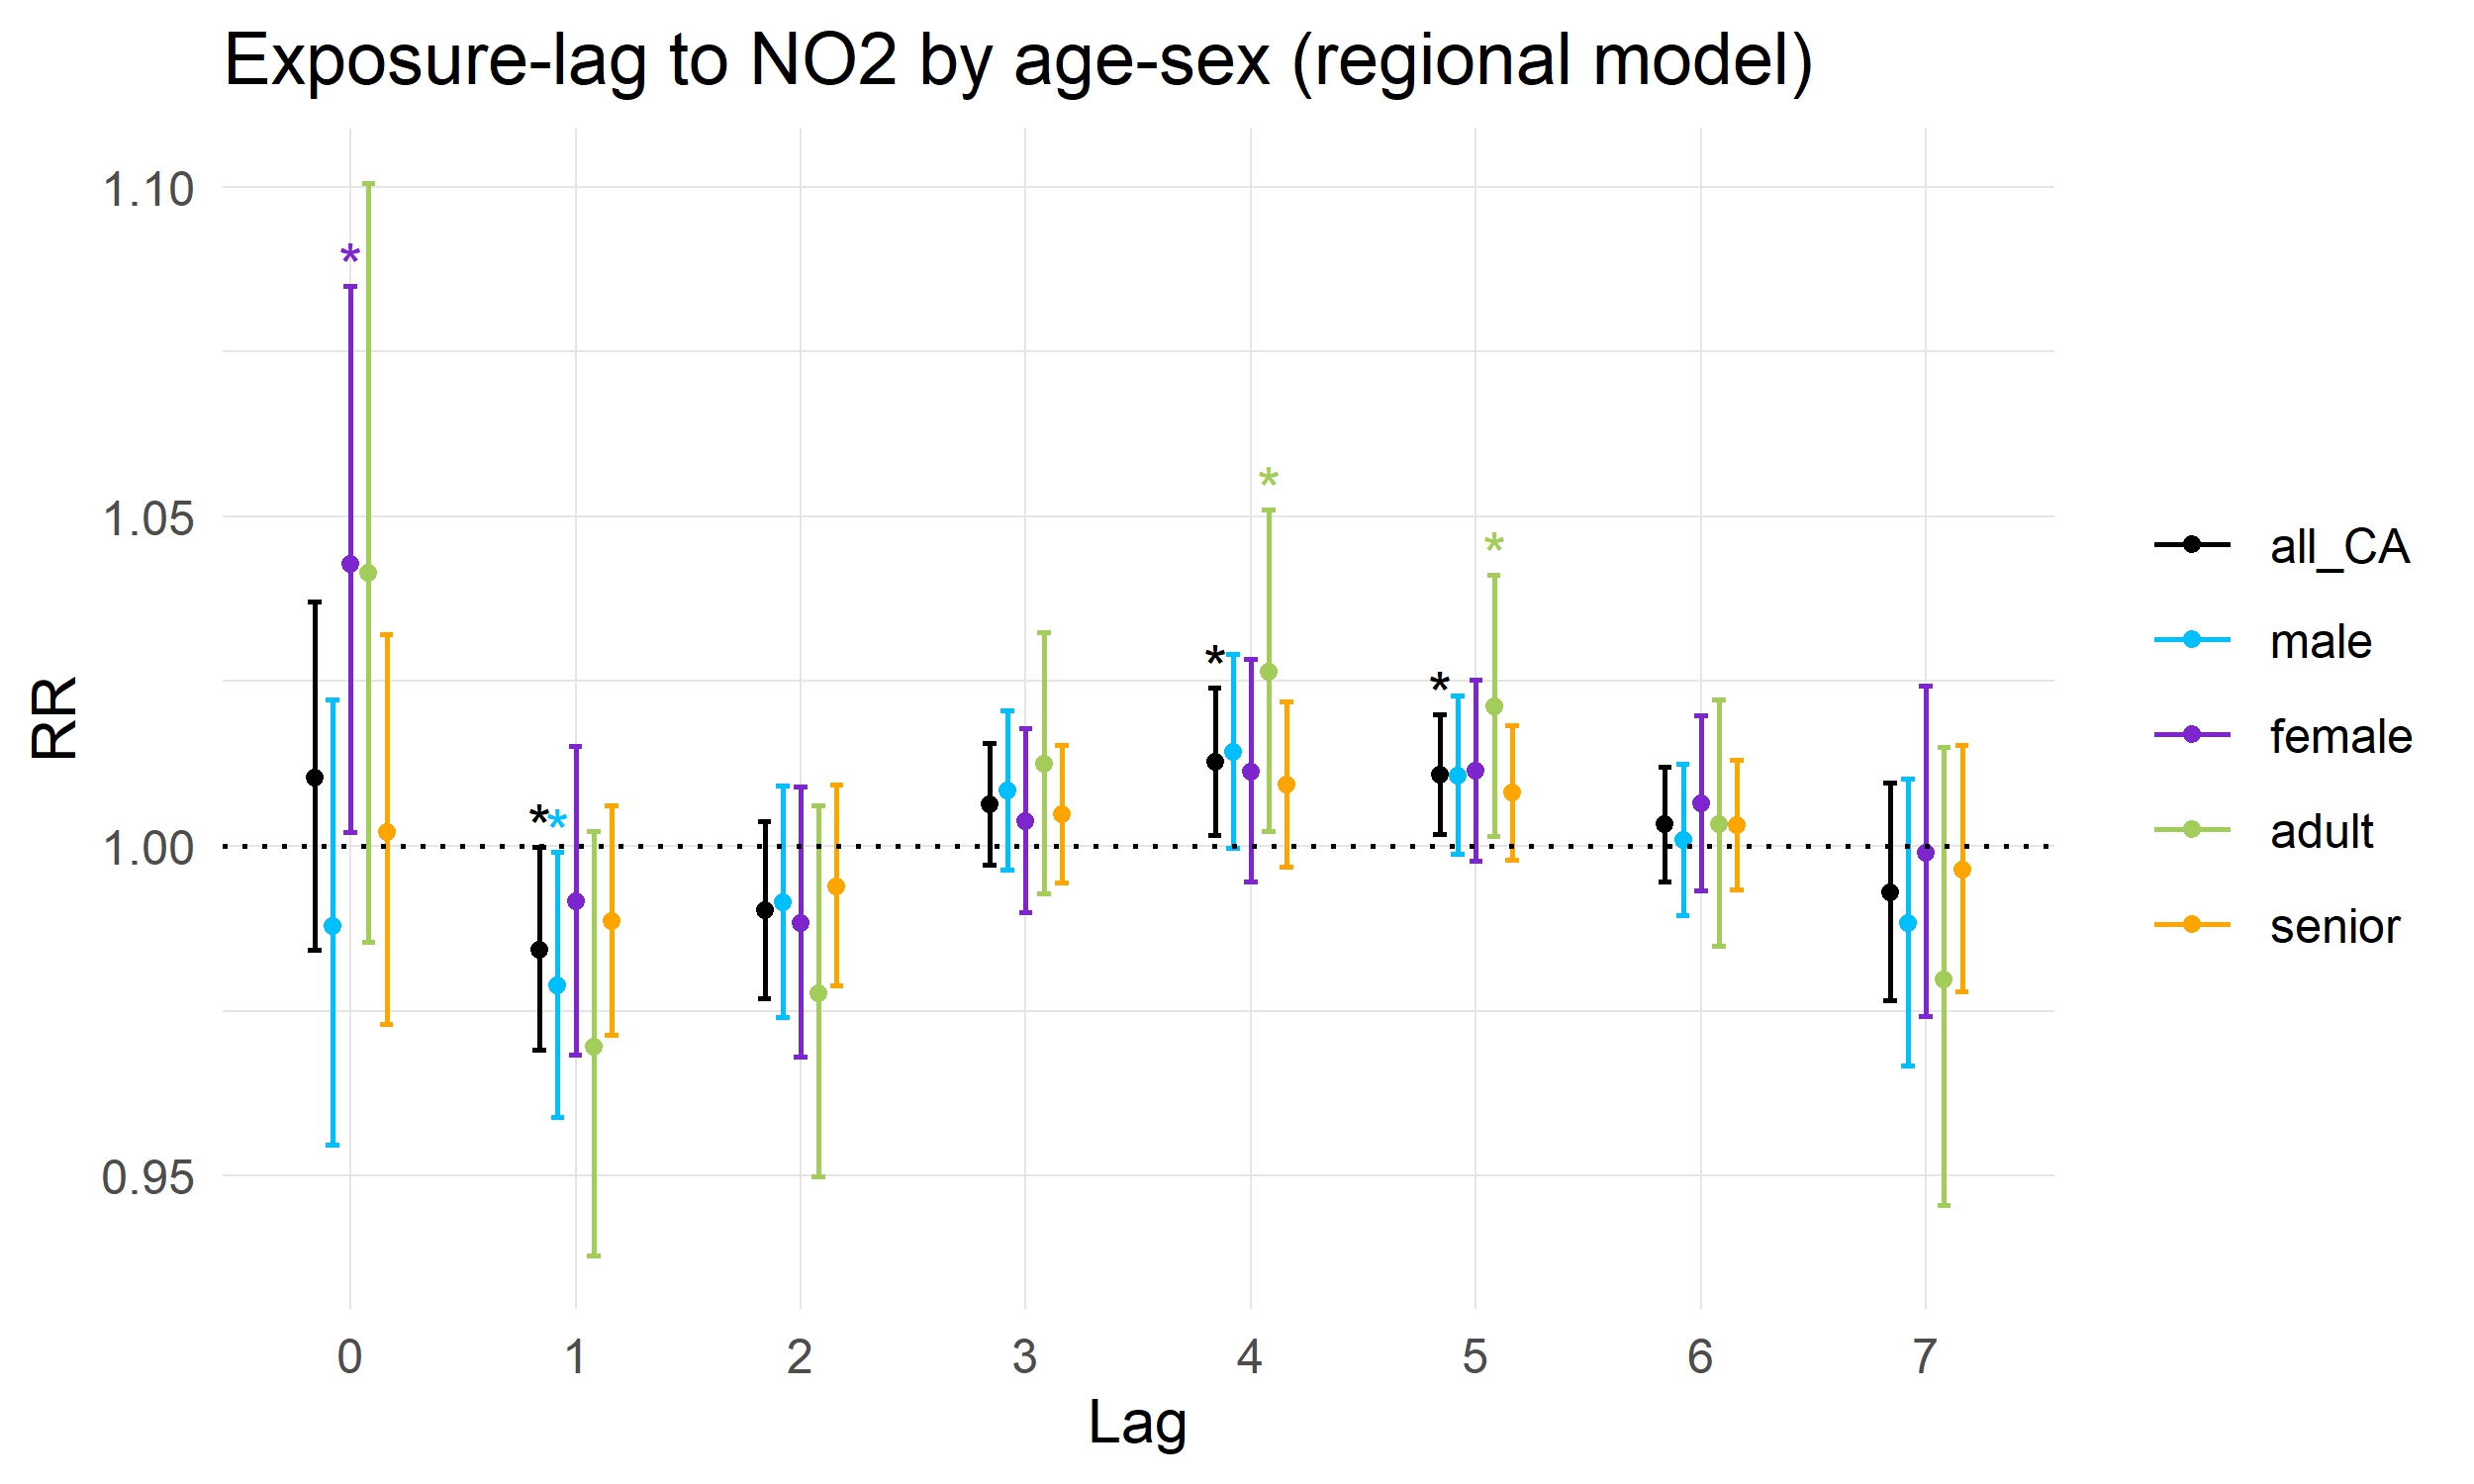 Exposure-lag to NO2 by age-sex (regional model)
1.10
1.05
1.00
0.95
RR
*
* *
*
*
*
*
0 1 2 3 4 5 6 7
Lag
all_CA
male
female
adult
senior